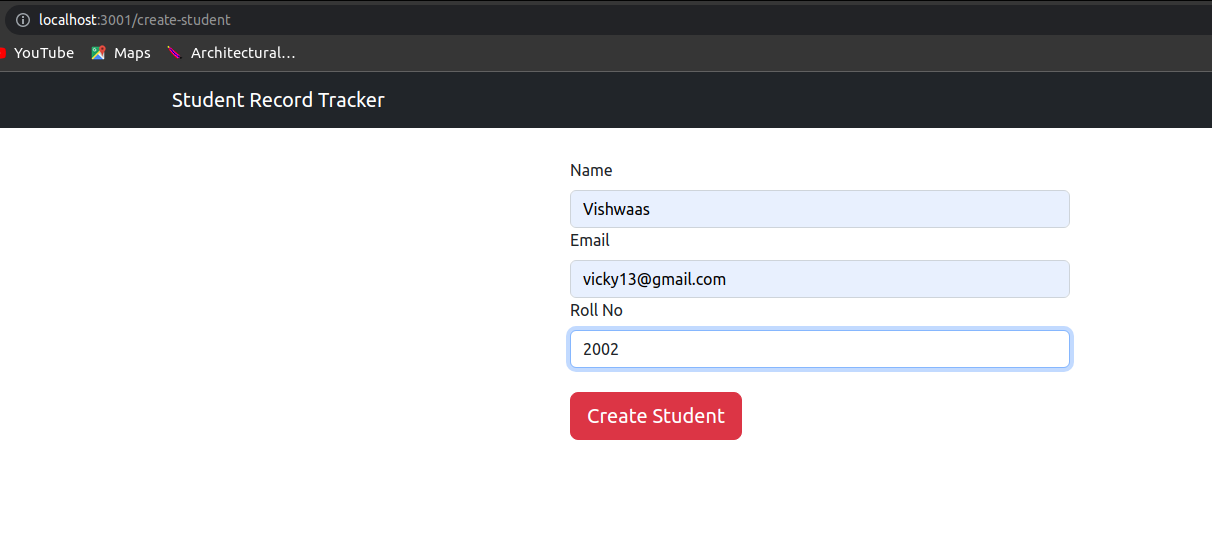 localhost:3001/create-student
YouTube Maps Architectural...
Student Record Tracker
Name
Vishwaas
Email
vicky13@gmail.com
Roll No
2002
Create Student